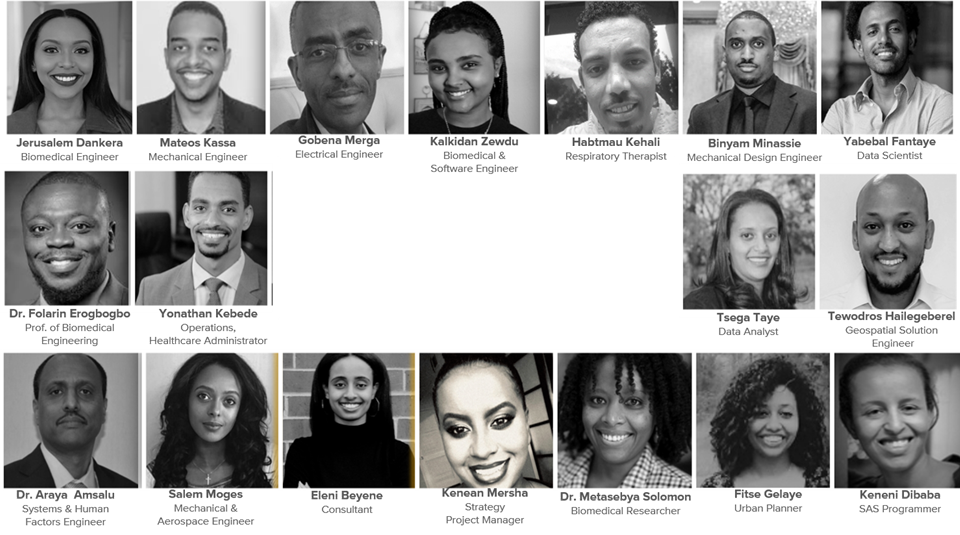 Jerusalem Dankera
Biomedical Engineer
Mateos Kassa
Mechanical Engineer
Gobena Merga
Electrical Engineer
Kalkidan Zewdu
Biomedical &
Software Engineer
Habtmau Kehali
Respiratory Therapist
Binyam Minassie
Mechanical Design Engineer
Yabebal Fantaye
Data Scientist
Dr. Folarin Erogbogbo
Prof. of Biomedical
Engineering
Yonathan Kebede
Operations,
Healthcare Administrator
Tsega Taye
Data Analyst
Tewodros Hailegeberel
Geospatial Solution
Engineer
Dr. Araya Amsalu
Systems & Human
Factors Engineer
Salem Moges
Mechanical &
Aerospace Engineer
Eleni Beyene
Consultant
Kenean Mersha
Strategy
Project Manager
Dr. Metasebya Solomon
Biomedical Researcher
Fitse Gelaye
Urban Planner
Keneni Dibaba
SAS Programmer